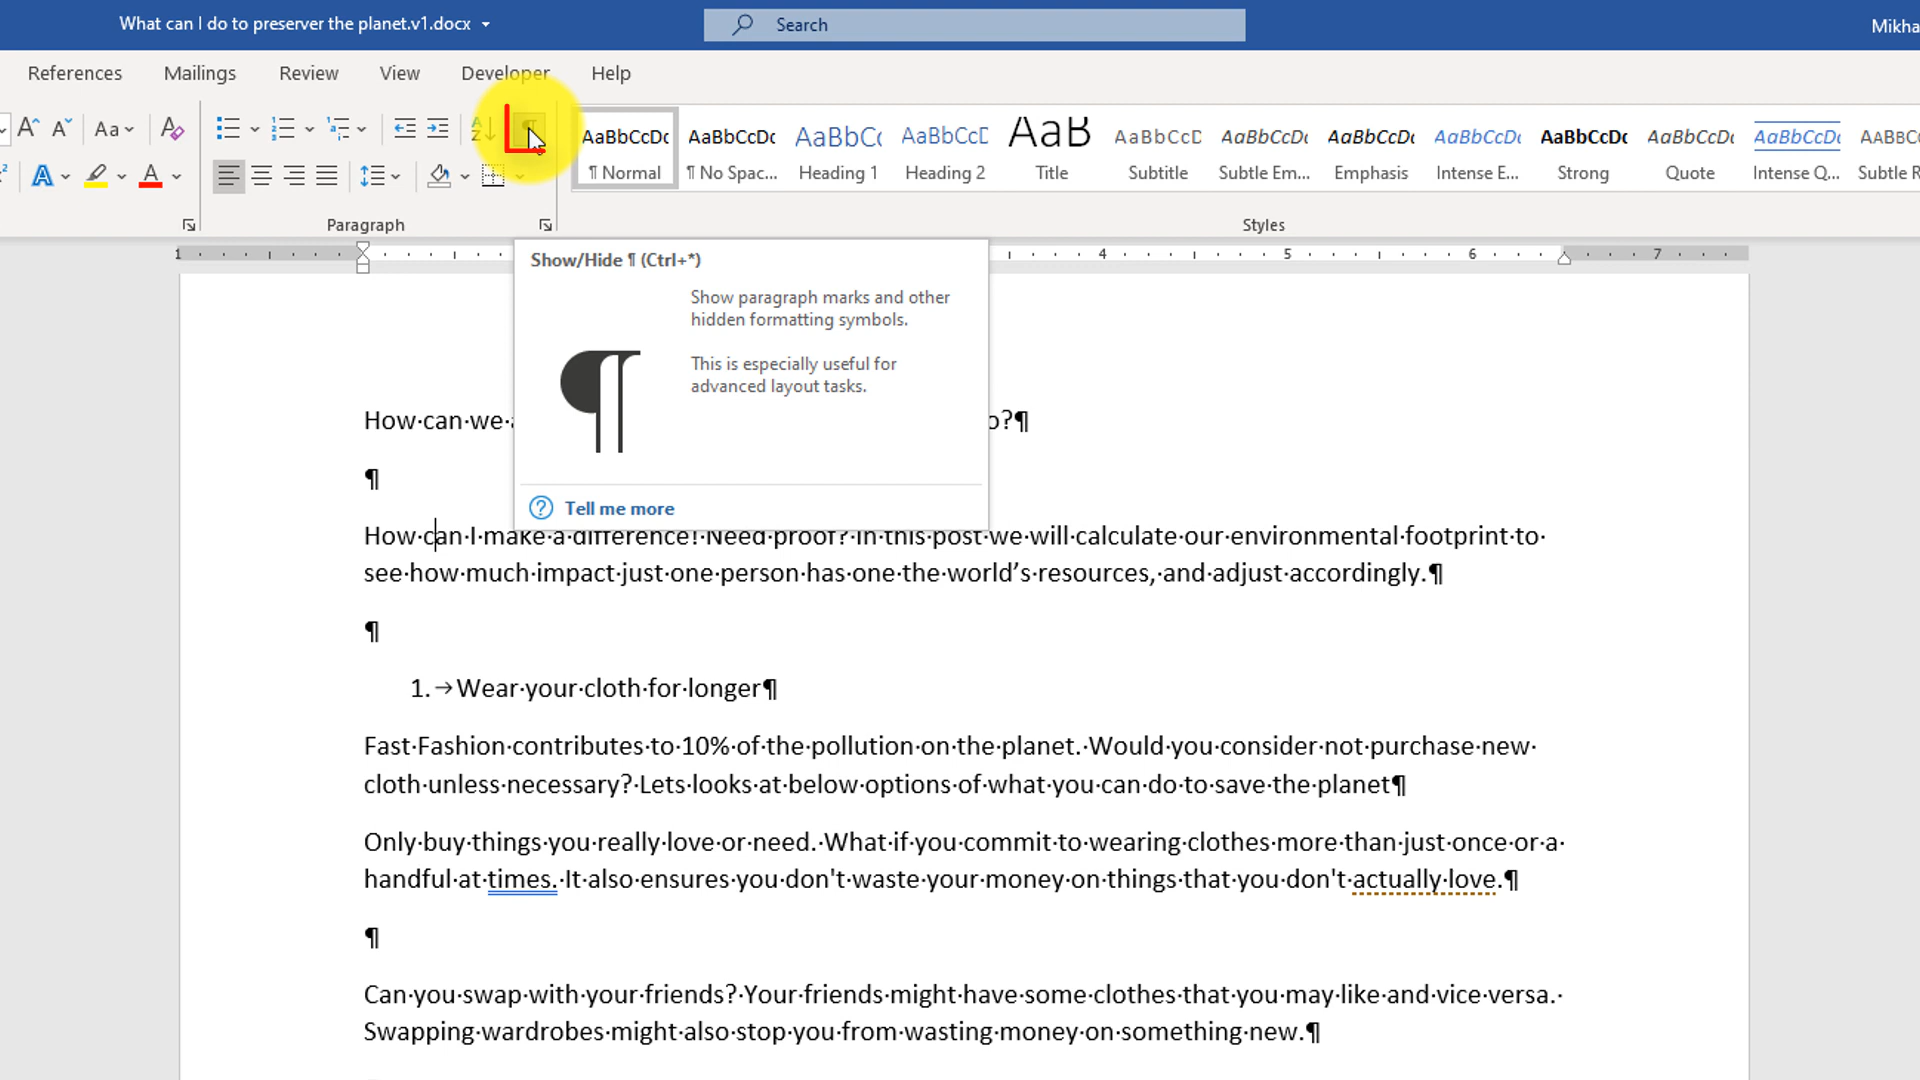 What can I do to preserver the planet.v1.docx
Search
Mikha
References Mailings Review View Developer Help
Aa
AaBbCcDc AaBbCcDc AaBbC( AaBbCcD AaB AaBbCcD AaBbCcDc AaBbCcDc AaBbCcDc AaBbCcDc AaBbCcDc AaBbCcDc AABBC
¶ Normal ¶ No Spac... Heading 1 Heading 2 Title Subtitle Subtle Em... Emphasis Intense E... Strong Quote Intense Q... Subtle R
Paragraph Styles
1 4 5 6 7
Show/Hide ¶ (Ctrl+*)
Show paragraph marks and other
hidden formatting symbols.
This is especially useful for
advanced layout tasks.
Tell me more
How·can·we· o?¶
¶
How·can·I·make·a·difference!·Need·proof?·In·this·post·we·will·calculate·our·environmental·footprint·to·
see·how·much·impact·just·one·person·has·one·the·world’s·resources,·and·adjust·accordingly.¶
¶
1.→Wear·your·cloth·for·longer¶
Fast·Fashion·contributes·to·10%·of·the·pollution·on·the·planet.·Would·you·consider·not·purchase·new·
cloth·unless·necessary?·Lets·looks·at·below·options·of·what·you·can·do·to·save·the·planet¶
Only·buy·things·you·really·love·or·need.·What·if·you·commit·to·wearing·clothes·more·than·just·once·or·a·
handful·at·times.·It·also·ensures·you·don't·waste·your·money·on·things·that·you·don't·actually·love.¶
¶
Can·you·swap·with·your·friends?·Your·friends·might·have·some·clothes·that·you·may·like·and·vice·versa.·
Swapping·wardrobes·might·also·stop·you·from·wasting·money·on·something·new.¶